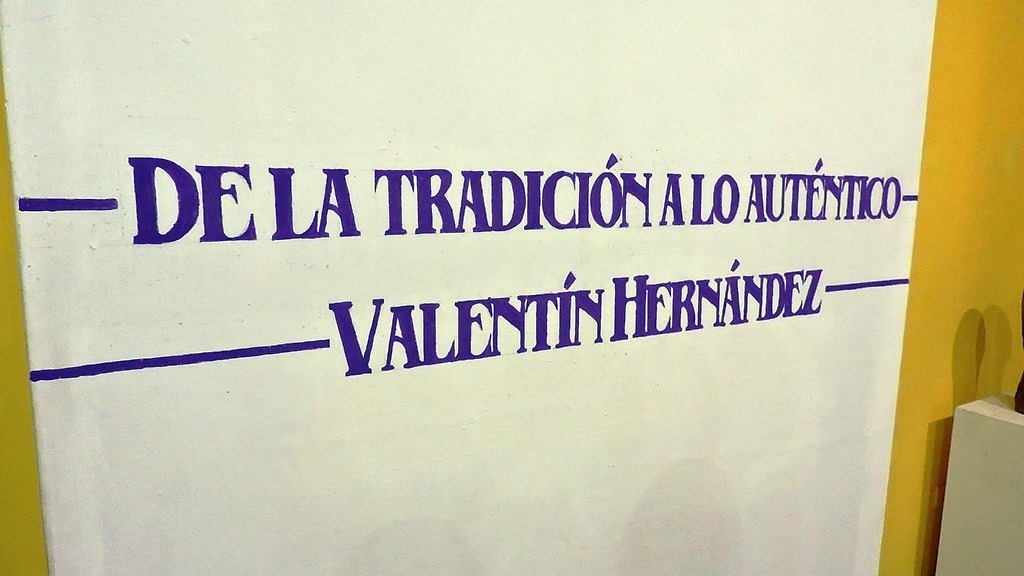 DE LA TRADICIÓN A LO AUTÉNTICO
VALENTÍN HERNÁNDEZ